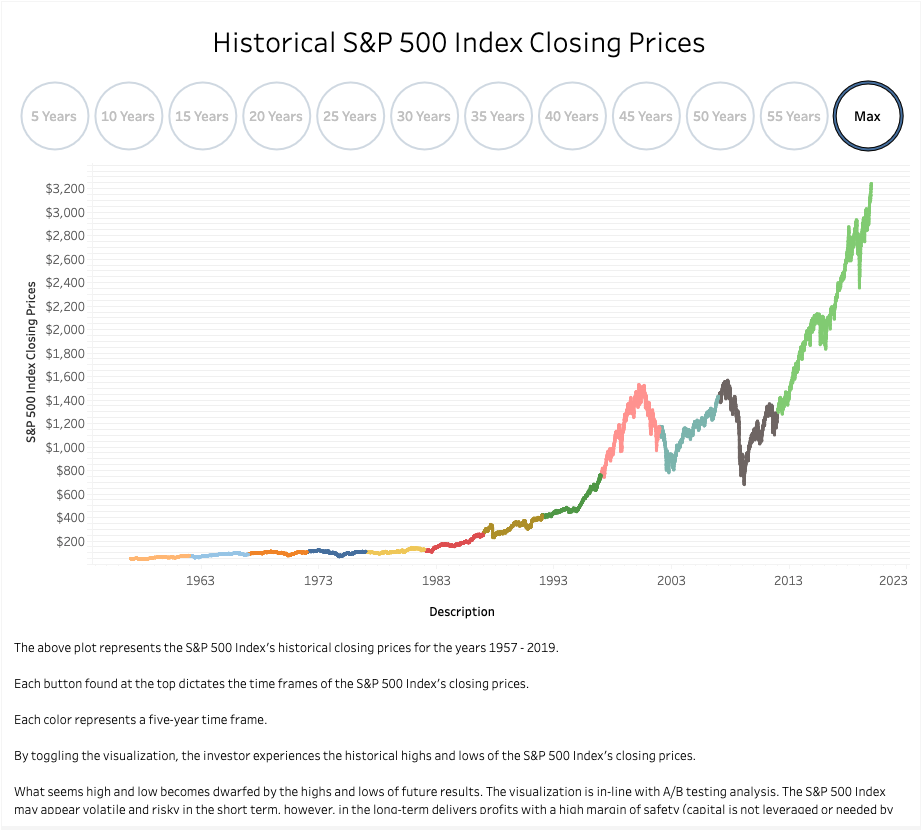 Historical S&P 500 Index Closing Prices
5 Years
10 Years
15 Years
20 Years
25 Years
30 Years
35 Years
40 Years
45 Years
50 Years
55 Years
Max
S&P 500 Index Closing Prices
$3,200
$3,000
$2,800
$2,600
$2,400
$2,200
$2,000
$1,800
$1,600
$1,400
$1,200
$1,000
$800
$600
$400
$200
1963
1973
1983
1993
2003
2013
2023
Description
The above plot represents the S&P 500 Index's historical closing prices for the years 1957 - 2019.
Each button found at the top dictates the time frames of the S&P 500 Index's closing prices.
Each color represents a five-year time frame.
By toggling the visualization, the investor experiences the historical highs and lows of the S&P 500 Index's closing prices.
What seems high and low becomes dwarfed by the highs and lows of future results. The visualization is in-line with A/B testing analysis. The S&P 500 Index
may appear volatile and risky in the short term, however, in the long-term delivers profits with a high margin of safety (capital is not leveraged or needed by